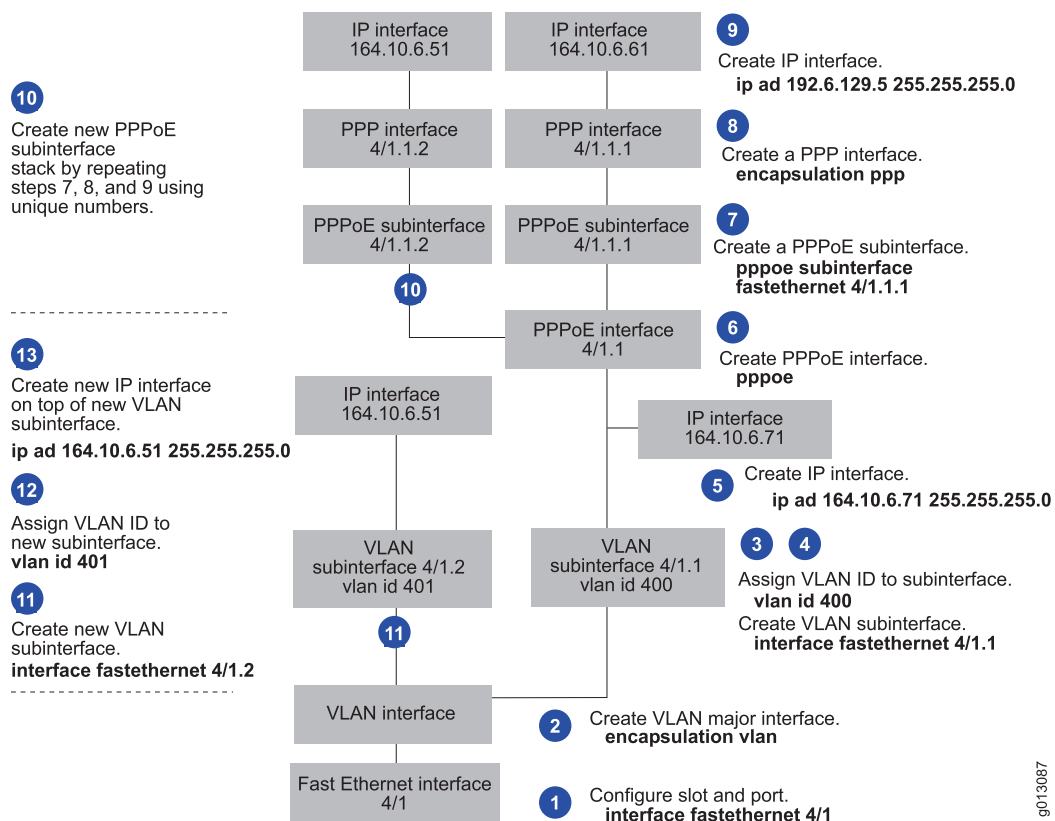 IP interface
164.10.6.51
IP interface
164.10.6.61
9
Create IP interface.
ip ad 192.6.129.5 255.255.255.0
10
Create new PPPoE
subinterface
stack by repeating
steps 7, 8, and 9 using
unique numbers.
PPP interface
4/1.1.2
PPP interface
4/1.1.1
8
Create a PPP interface.
encapsulation ppp
PPPoE subinterface
4/1.1.2
PPPoE subinterface
4/1.1.1
7
Create a PPPoE subinterface.
pppoe subinterface
fastethernet 4/1.1.1
10
PPPoE interface
4/1.1
6
Create PPPoE interface.
pppoe
13
Create new IP interface
on top of new VLAN
subinterface.
ip ad 164.10.6.51 255.255.255.0
IP interface
164.10.6.51
IP interface
164.10.6.71
5
Create IP interface.
ip ad 164.10.6.71 255.255.255.0
12
Assign VLAN ID to
new subinterface.
vlan id 401
VLAN
subinterface 4/1.2
vlan id 401
VLAN
subinterface 4/1.1
vlan id 400
3 4
Assign VLAN ID to subinterface.
vlan id 400
Create VLAN subinterface.
interface fastethernet 4/1.1
11
Create new VLAN
subinterface.
interface fastethernet 4/1.2
11
VLAN interface
2
Create VLAN major interface.
encapsulation vlan
Fast Ethernet interface
4/1
1
Configure slot and port.
interface fastethernet 4/1
g013087